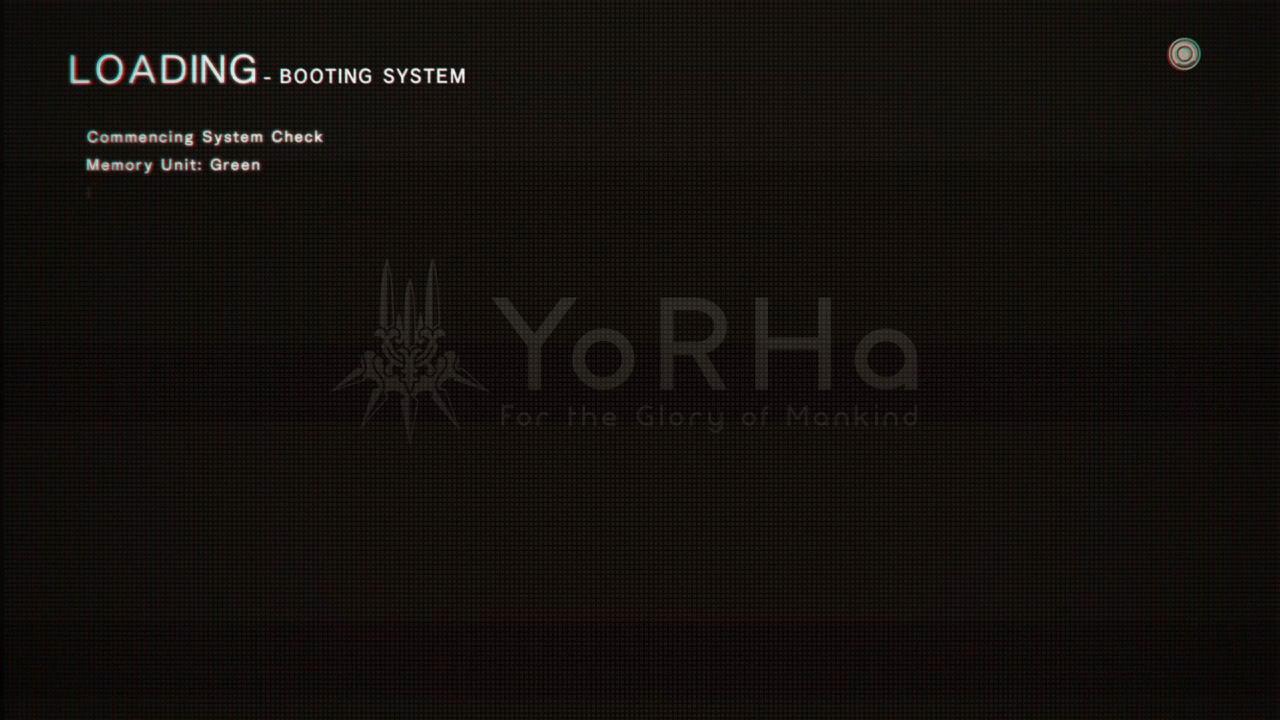 LOADING - BOOTING SYSTEM
Commencing System Check
Memory Unit: Green
YoRHa
For the Glory of Mankind